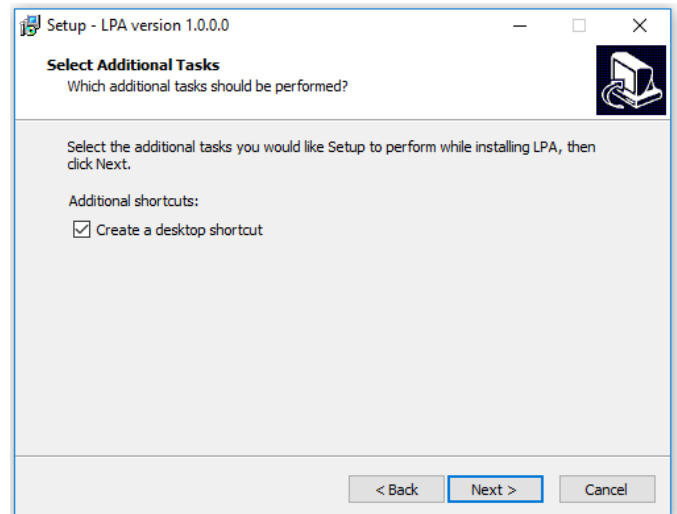 Setup - LPA version 1.0.0.0
Select Additional Tasks
Which additional tasks should be performed?
Select the additional tasks you would like Setup to perform while installing LPA, then
click Next.
Additional shortcuts:
Create a desktop shortcut
< Back
Next >
Cancel